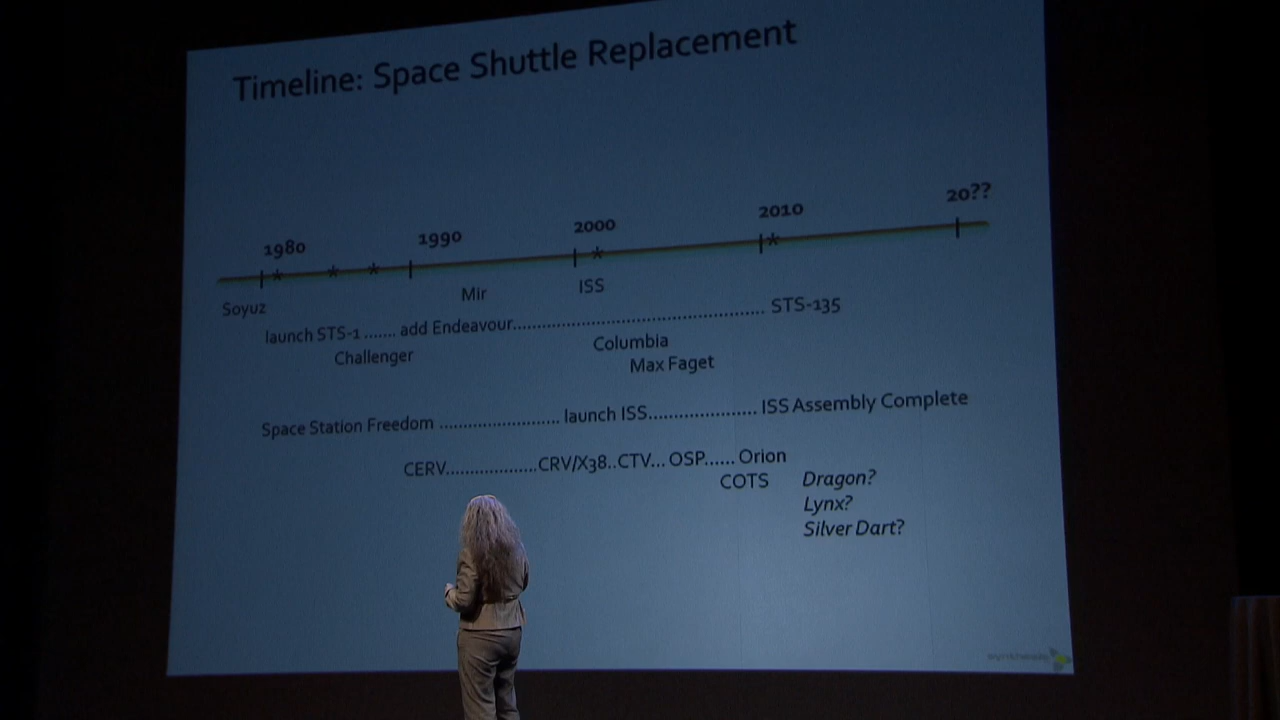 Timeline: Space Shuttle Replacement
1980 1990 2000 2010 20??
Soyuz Mir ISS
launch STS-1 ....... add Endeavour....................................................... STS-135
Challenger Columbia
Max Faget
Space Station Freedom ........................ launch ISS...................... ISS Assembly Complete
CERV...................CRV/X38..CTV... OSP...... Orion
COTS Dragon?
Lynx?
Silver Dart?